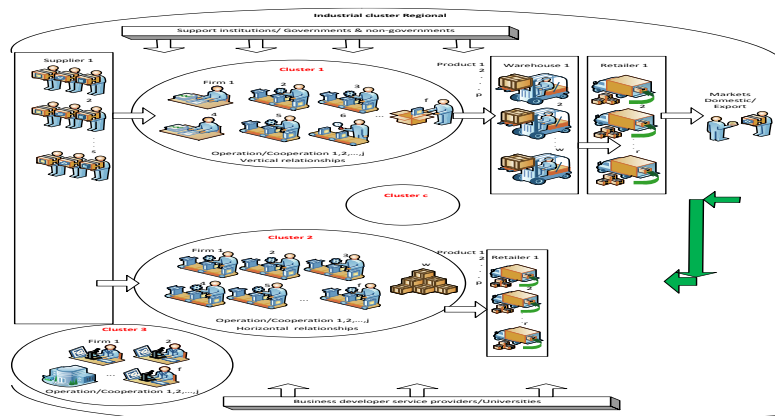 Industrial cluster Regional
Support institutions/ Governments & non-governments
Supplier 1
2
s
Cluster 1
Firm 1
2
3
4
5
6
...
f
Operation/Cooperation 1,2,...,j
Vertical relationships
Product 1
2
p
Warehouse 1
2
w
Retailer 1
2
r
Markets
Domestic/
Export
Cluster c
Cluster 2
Firm 1
2
3
4
5
...
f
w
Operation/Cooperation 1,2,...,j
Horizontal relationships
Product 1
2
p
Retailer 1
2
r
Cluster 3
Firm 1
2
...
f
Operation/Cooperation 1,2,...,j
Business developer service providers/Universities